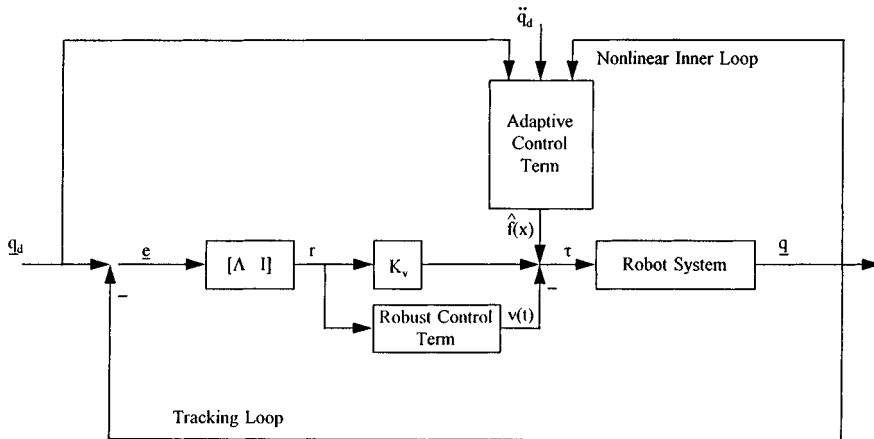 q̈d
Nonlinear Inner Loop
Adaptive
Control
Term
f̂(x)
qd
e
[Λ I]
r
Kv
τ
Robot System
q
−
−
Robust Control
Term
v(t)
Tracking Loop